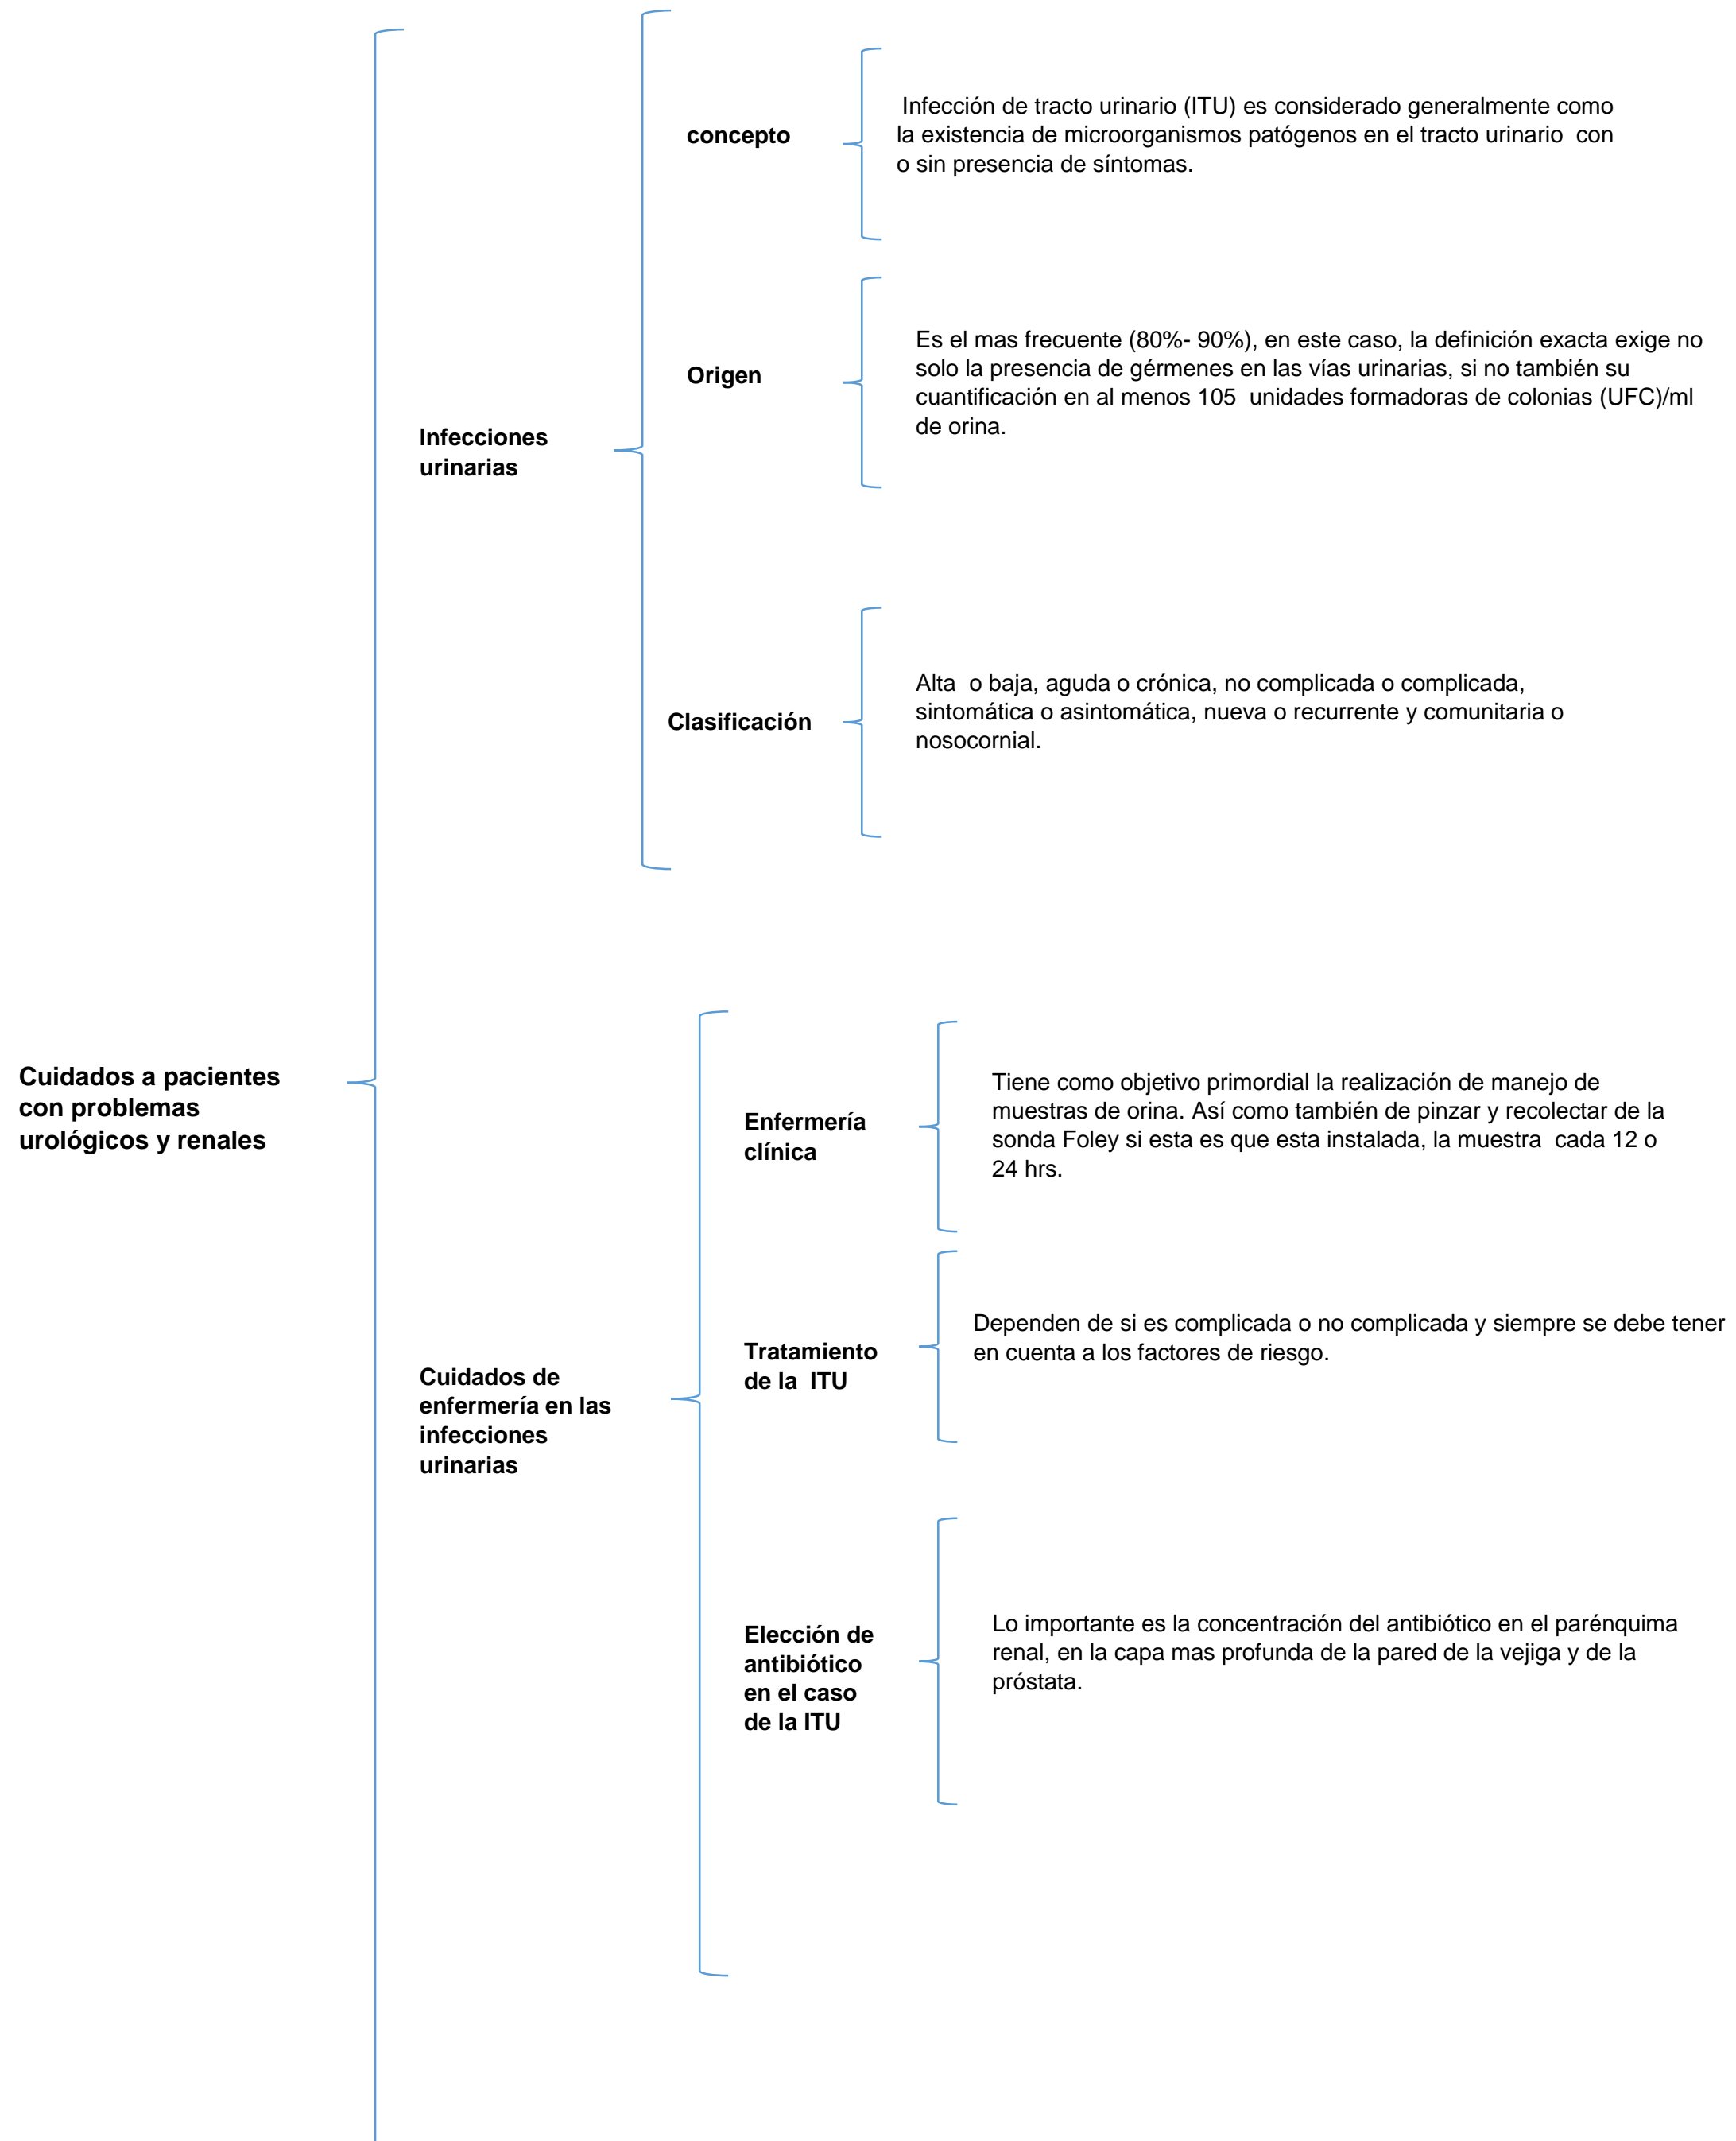 Cuidados a pacientes
con problemas
urológicos y renales
Infecciones
urinarias
concepto
Infección de tracto urinario (ITU) es considerado generalmente como
la existencia de microorganismos patógenos en el tracto urinario con
o sin presencia de síntomas.
Origen
Es el mas frecuente (80%- 90%), en este caso, la definición exacta exige no
solo la presencia de gérmenes en las vías urinarias, si no también su
cuantificación en al menos 105 unidades formadoras de colonias (UFC)/ml
de orina.
Clasificación
Alta o baja, aguda o crónica, no complicada o complicada,
sintomática o asintomática, nueva o recurrente y comunitaria o
nosocornial.
Cuidados de
enfermería en las
infecciones
urinarias
Enfermería
clínica
Tiene como objetivo primordial la realización de manejo de
muestras de orina. Así como también de pinzar y recolectar de la
sonda Foley si esta es que esta instalada, la muestra cada 12 o
24 hrs.
Tratamiento
de la ITU
Dependen de si es complicada o no complicada y siempre se debe tener
en cuenta a los factores de riesgo.
Elección de
antibiótico
en el caso
de la ITU
Lo importante es la concentración del antibiótico en el parénquima
renal, en la capa mas profunda de la pared de la vejiga y de la
próstata.